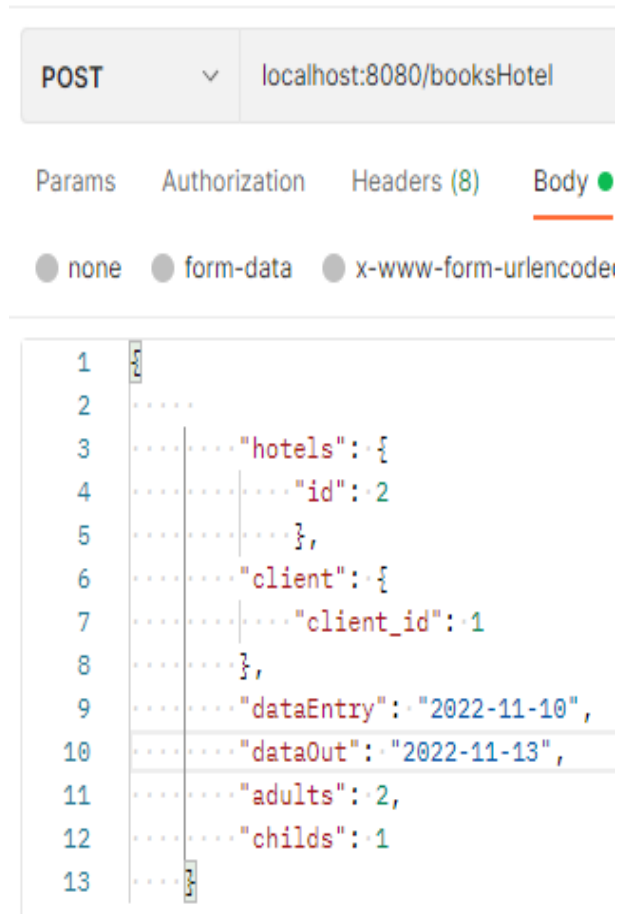 POST localhost:8080/booksHotel
Params Authorization Headers (8) Body
none form-data x-www-form-urlencode
1 {
2
3 "hotels": {
4 "id": 2
5 },
6 "client": {
7 "client_id": 1
8 },
9 "dataEntry": "2022-11-10",
10 "dataOut": "2022-11-13",
11 "adults": 2,
12 "childs": 1
13 }